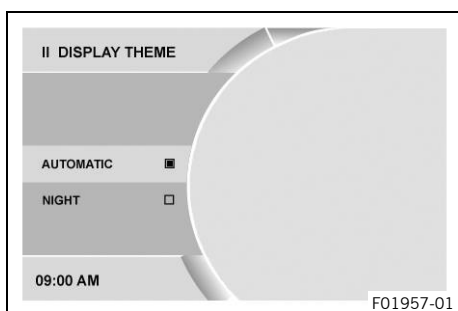 II DISPLAY THEME
AUTOMATIC
NIGHT
09:00 AM
F01957-01